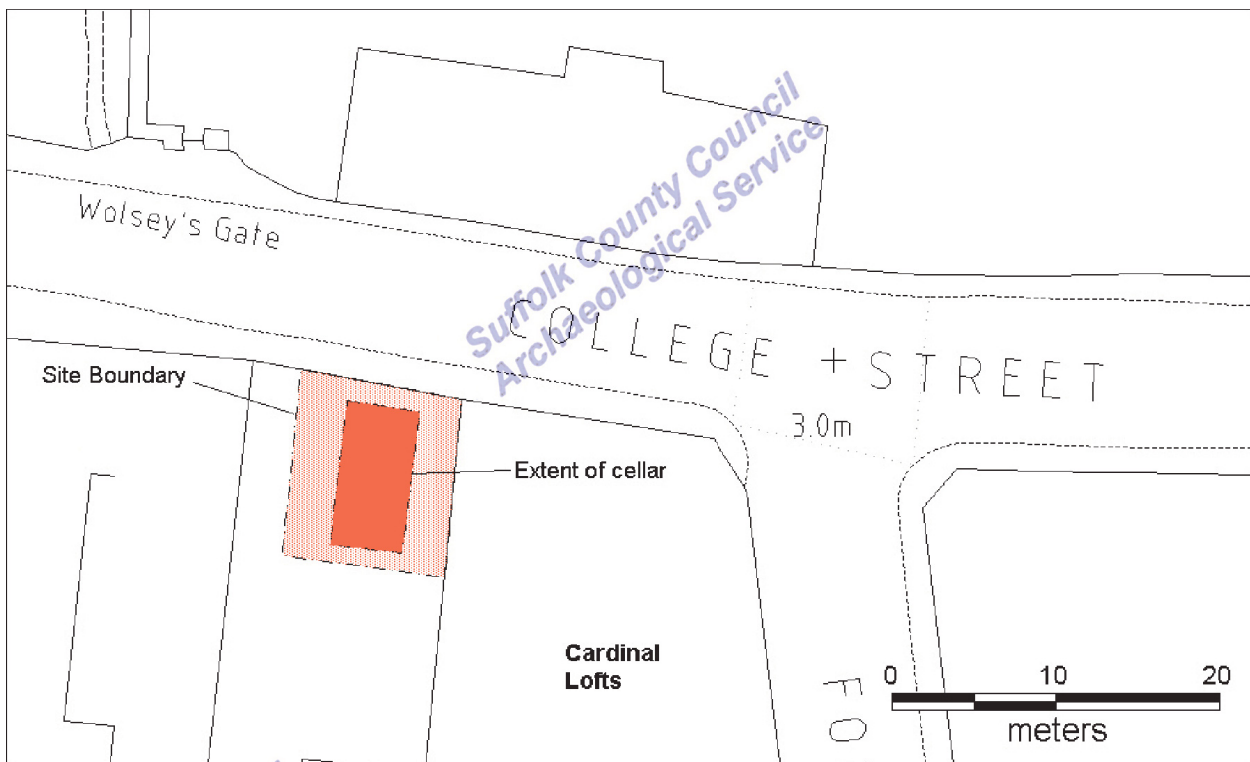 Suffolk County Council
Archaeological Service
Wolsey's Gate
COLLEGE + STREET
Site Boundary
3.0m
Extent of cellar
Cardinal
Lofts
FO
0 10 20
meters